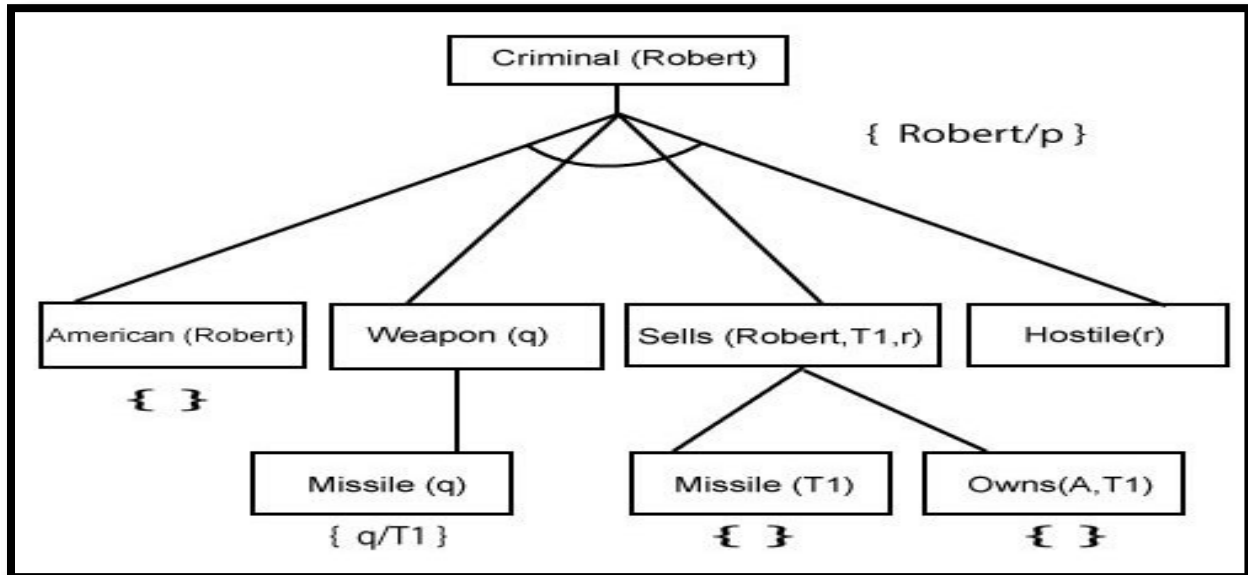 Criminal (Robert)
{ Robert/p }
American (Robert)
Weapon (q)
Sells (Robert,T1,r)
Hostile(r)
{ }
Missile (q)
Missile (T1)
Owns(A,T1)
{ q/T1 }
{ }
{ }